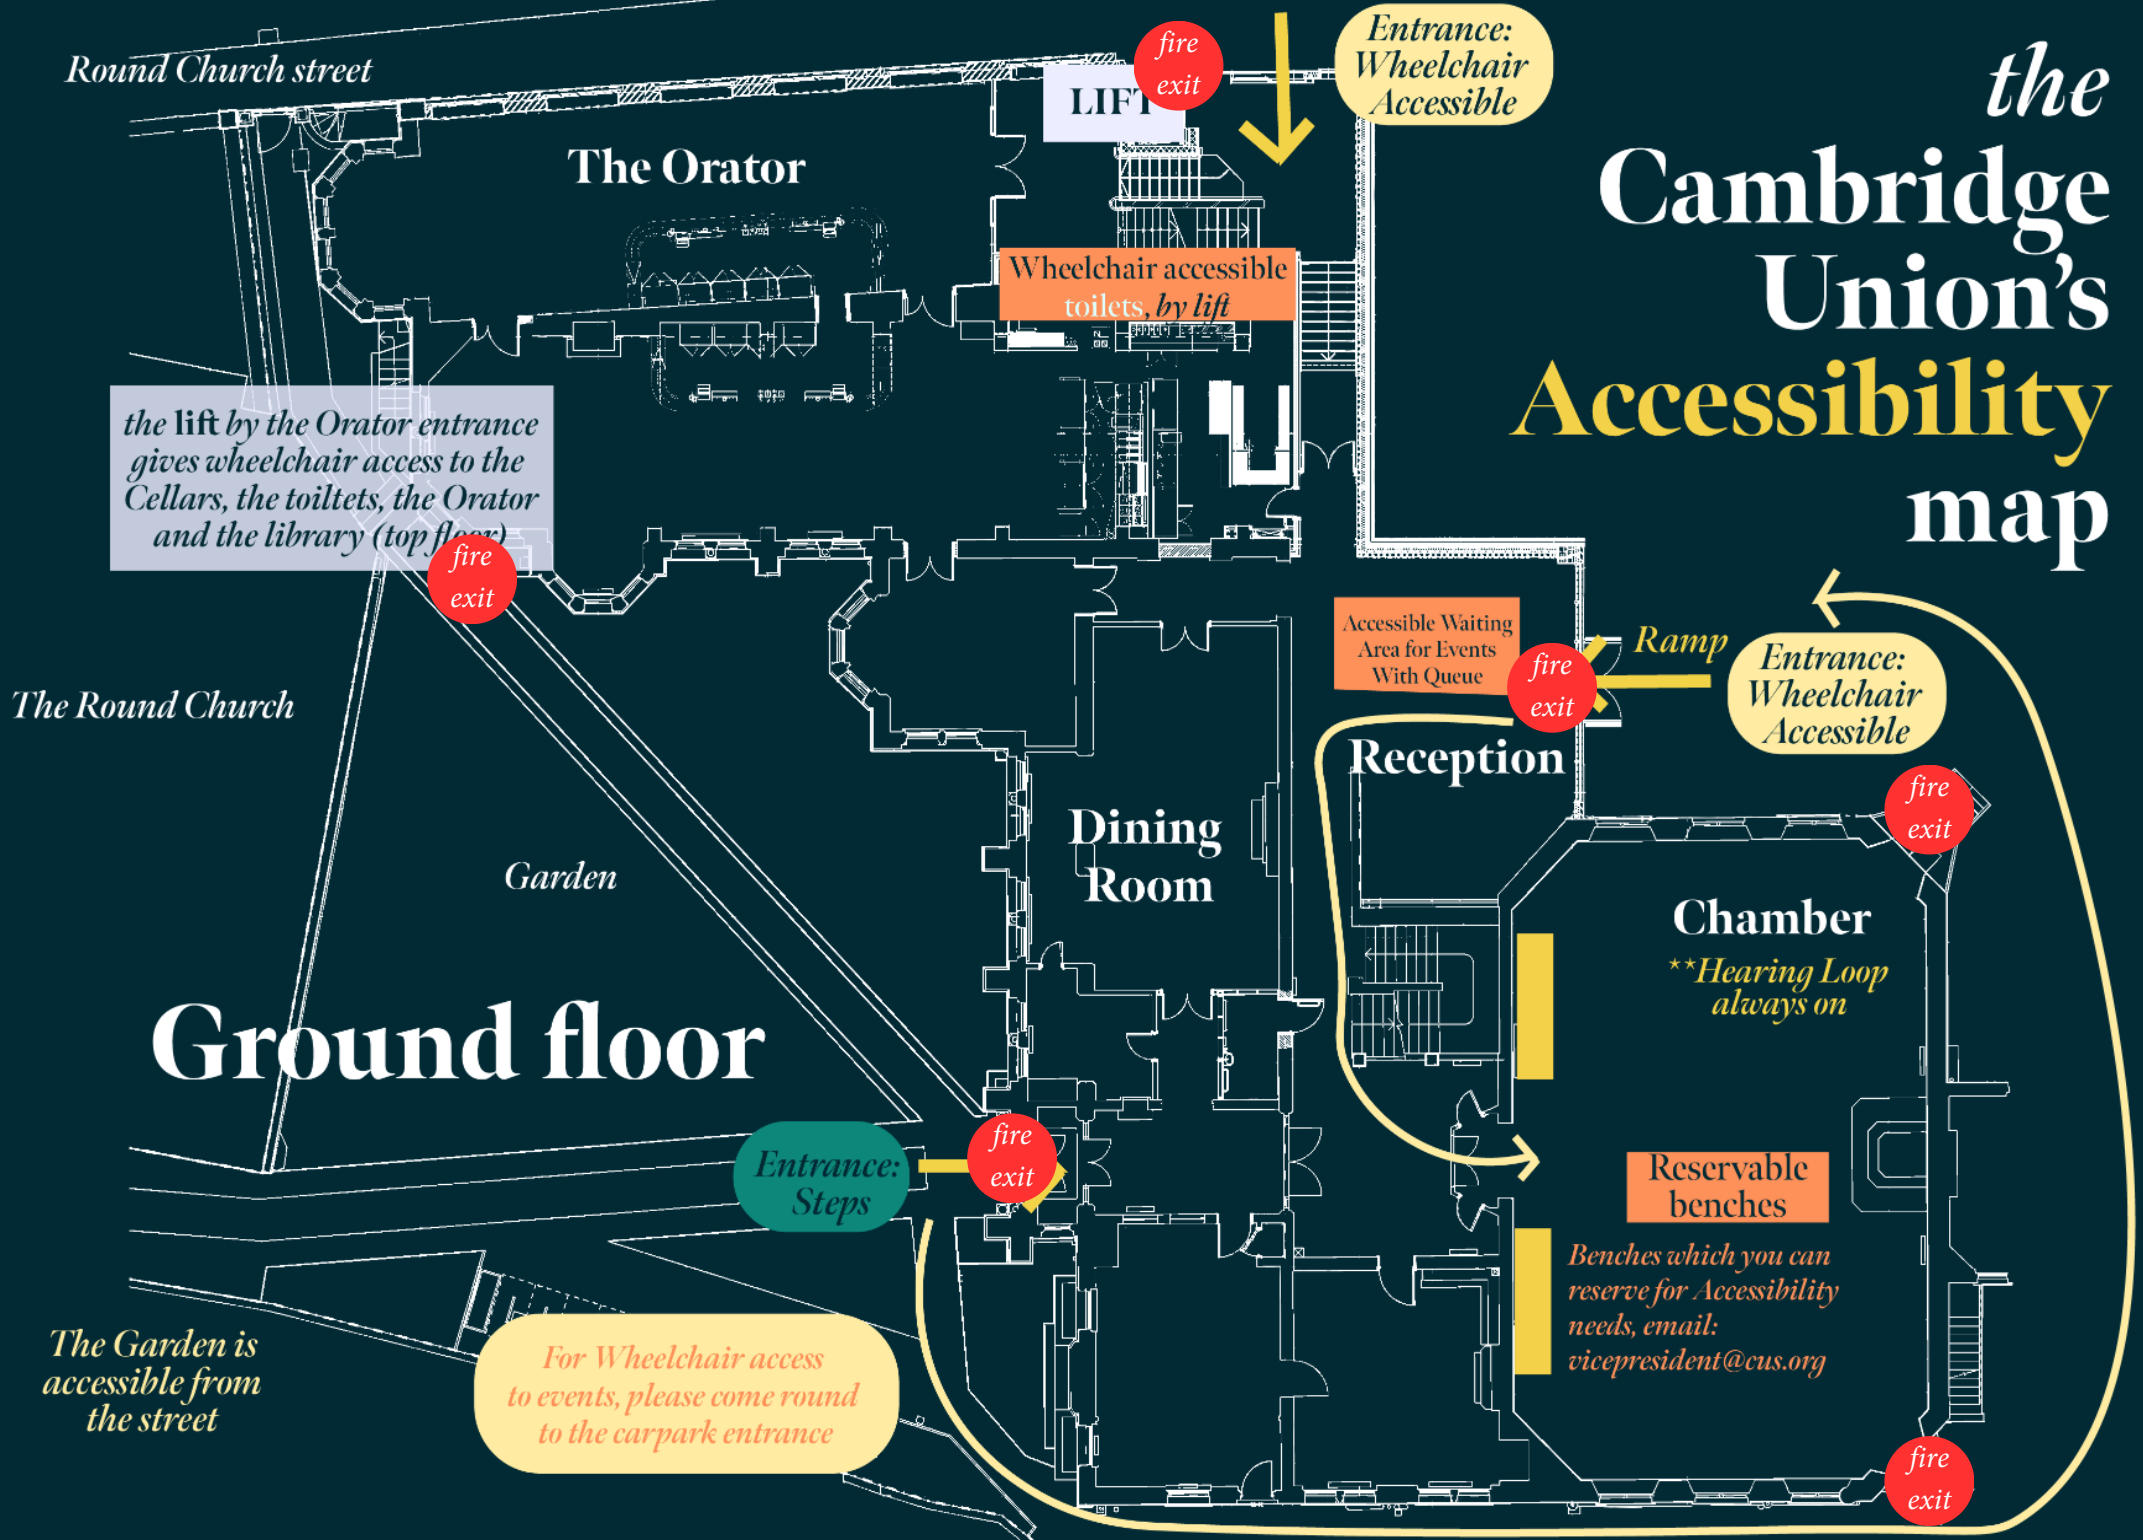 Round Church street
fire
exit
LIFT
Entrance:
Wheelchair
Accessible
the
Cambridge
Union's
Accessibility
map
The Orator
Wheelchair accessible
toilets, by lift
the lift by the Orator entrance
gives wheelchair access to the
Cellars, the toiltets, the Orator
and the library (top floor)
fire
exit
Accessible Waiting
Area for Events
With Queue
fire
exit
Ramp
Entrance:
Wheelchair
Accessible
The Round Church
Reception
fire
exit
Dining
Room
Garden
Chamber
**Hearing Loop
always on
Ground floor
Entrance:
Steps
fire
exit
Reservable
benches
Benches which you can
reserve for Accessibility
needs, email:
vicepresident@cus.org
The Garden is
accessible from
the street
For Wheelchair access
to events, please come round
to the carpark entrance
fire
exit